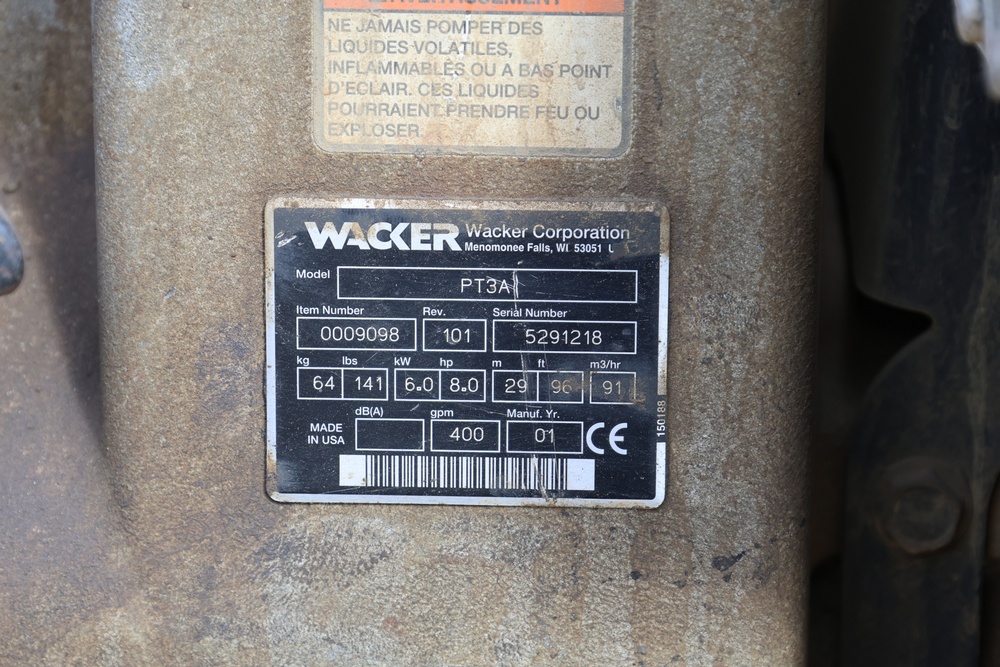 NE JAMAIS POMPER DES
LIQUIDES VOLATILES,
INFLAMMABLES OU A BAS POINT
D'ECLAIR. CES LIQUIDES
POURRAIENT PRENDRE FEU OU
EXPLOSER.
WACKER Wacker Corporation
Menomonee Falls, WI 53051 U
Model PT3A
Item Number Rev. Serial Number
0009098 101 5291218
kg lbs kW hp m ft m3/hr
64 141 6.0 8.0 29 96 91
dB(A) gpm Manuf. Yr.
MADE
IN USA 400 01 CE
150188